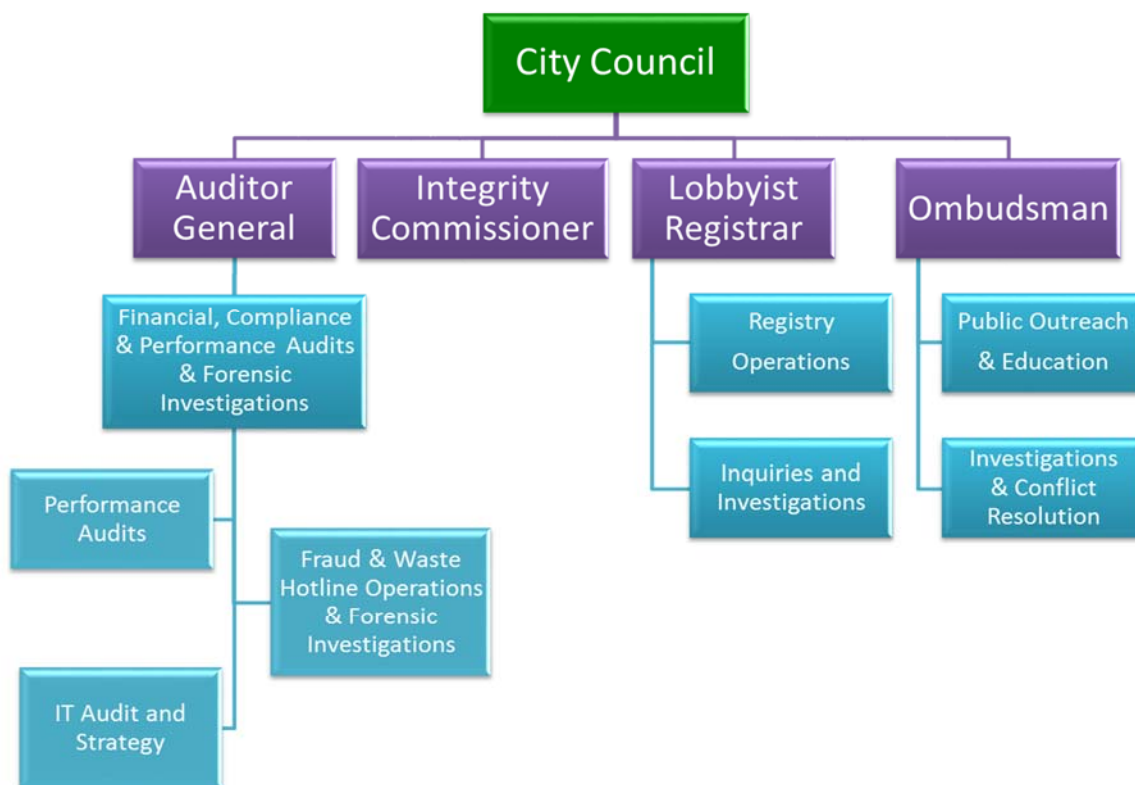 City Council
Auditor
General
Integrity
Commissioner
Lobbyist
Registrar
Ombudsman
Financial, Compliance
& Performance Audits
& Forensic
Investigations
Registry
Operations
Public Outreach
& Education
Performance
Audits
Inquiries and
Investigations
Investigations
& Conflict
Resolution
Fraud & Waste
Hotline Operations
& Forensic
Investigations
IT Audit and
Strategy